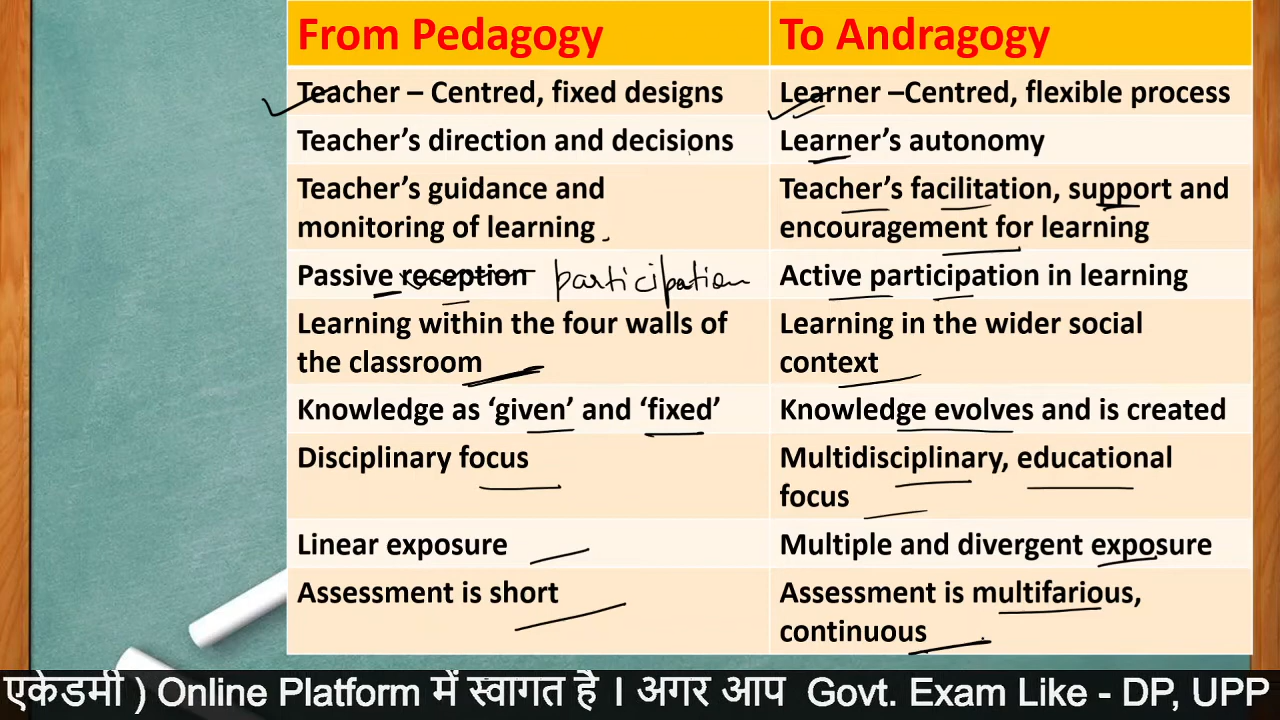 From Pedagogy
To Andragogy
Teacher – Centred, fixed designs
Learner –Centred, flexible process
Teacher's direction and decisions
Learner's autonomy
Teacher's guidance and
monitoring of learning
Teacher's facilitation, support and
encouragement for learning
Passive reception participation
Active participation in learning
Learning within the four walls of
the classroom
Learning in the wider social
context
Knowledge as 'given' and 'fixed'
Knowledge evolves and is created
Disciplinary focus
Multidisciplinary, educational
focus
Linear exposure
Multiple and divergent exposure
Assessment is short
Assessment is multifarious,
continuous
एकेडमी ) Online Platform में स्वागत है । अगर आप Govt. Exam Like - DP, UPP